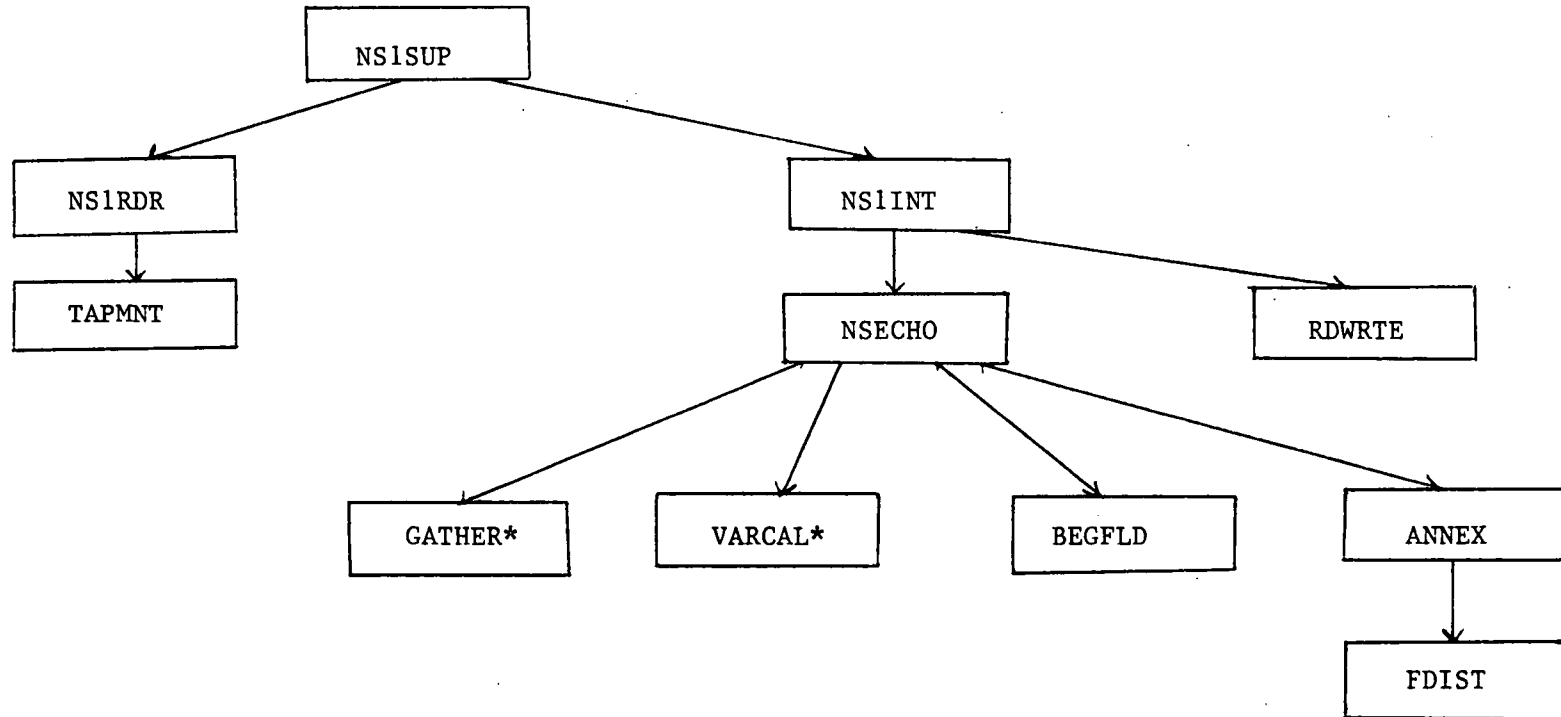 NS1SUP
NS1RDR
NS1INT
TAPMNT
NSECHO
RDWRTE
GATHER*
VARCAL*
BEGFLD
ANNEX
FDIST